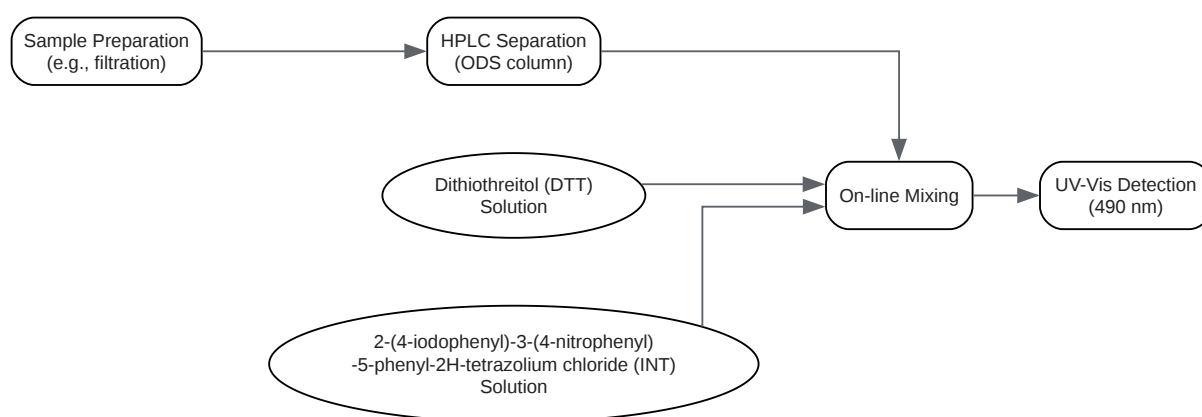 Sample Preparation
(e.g., filtration)
HPLC Separation
(ODS column)
Dithiothreitol (DTT)
Solution
On-line Mixing
UV-Vis Detection
(490 nm)
2-(4-iodophenyl)-3-(4-nitrophenyl)
-5-phenyl-2H-tetrazolium chloride (INT)
Solution